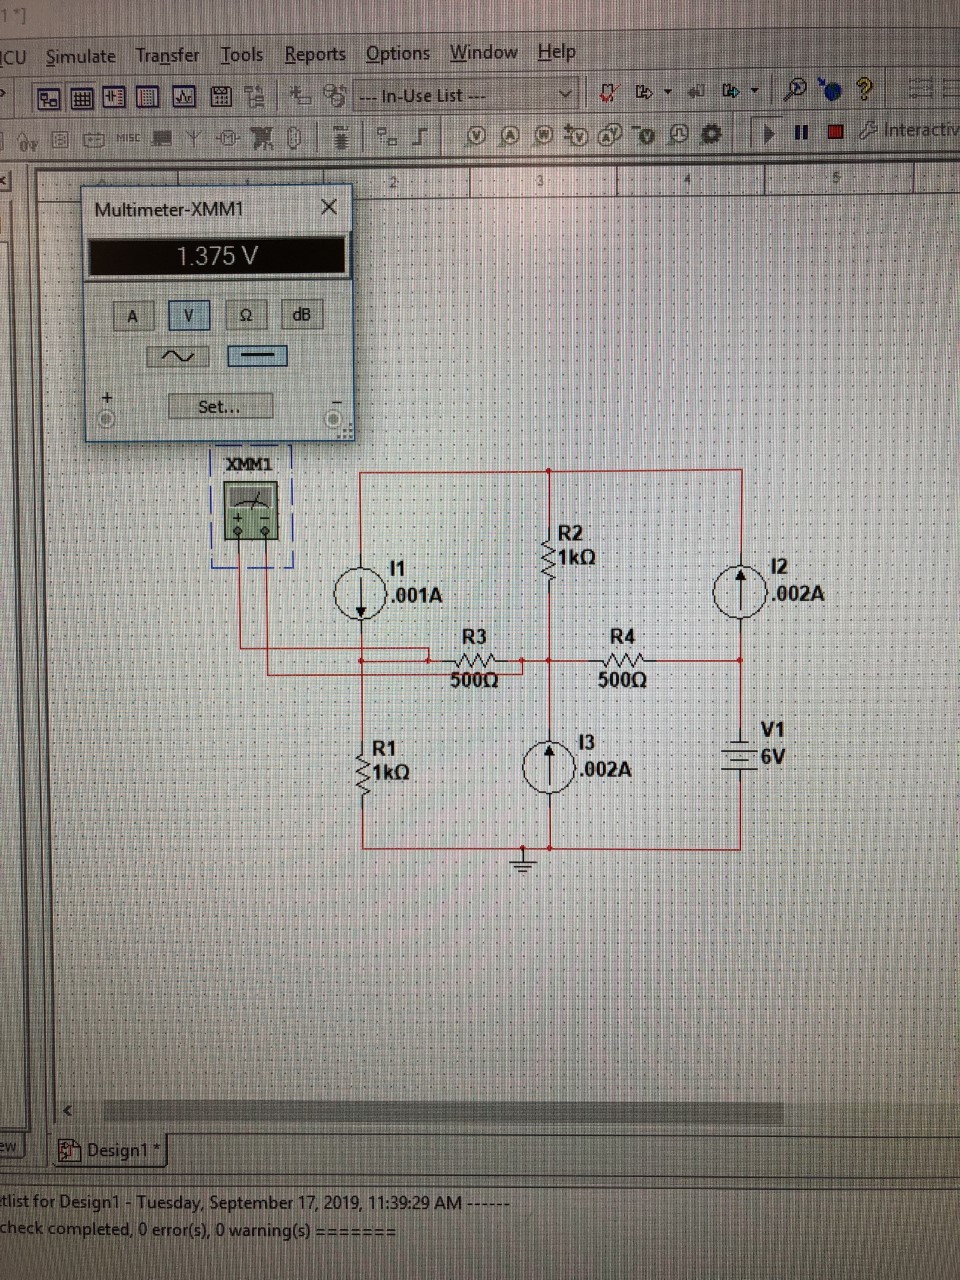 1 *]
CU Simulate Transfer Tools Reports Options Window Help
--- In-Use List ---
MISC
V A W V A V
Interactiv
1 2 3 4 5
Multimeter-XMM1
1.375 V
A V Ω dB
+ −
Set...
XMM1
+ −
R2
1kΩ
I1
.001A
I2
.002A
R3
500Ω
R4
500Ω
R1
1kΩ
I3
.002A
V1
6V
ew
Design1 *
tlist for Design1 - Tuesday, September 17, 2019, 11:39:29 AM ------
check completed, 0 error(s), 0 warning(s) =======